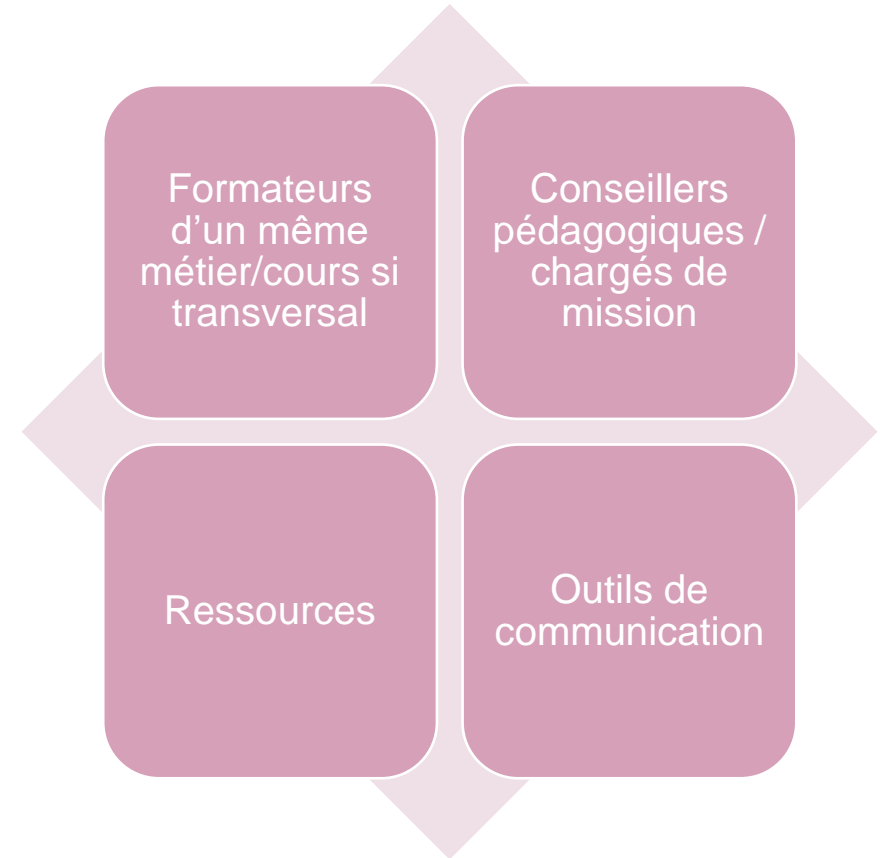 Formateurs
d’un même
métier/cours si
transversal
Conseillers
pédagogiques /
chargés de
mission
Ressources
Outils de
communication